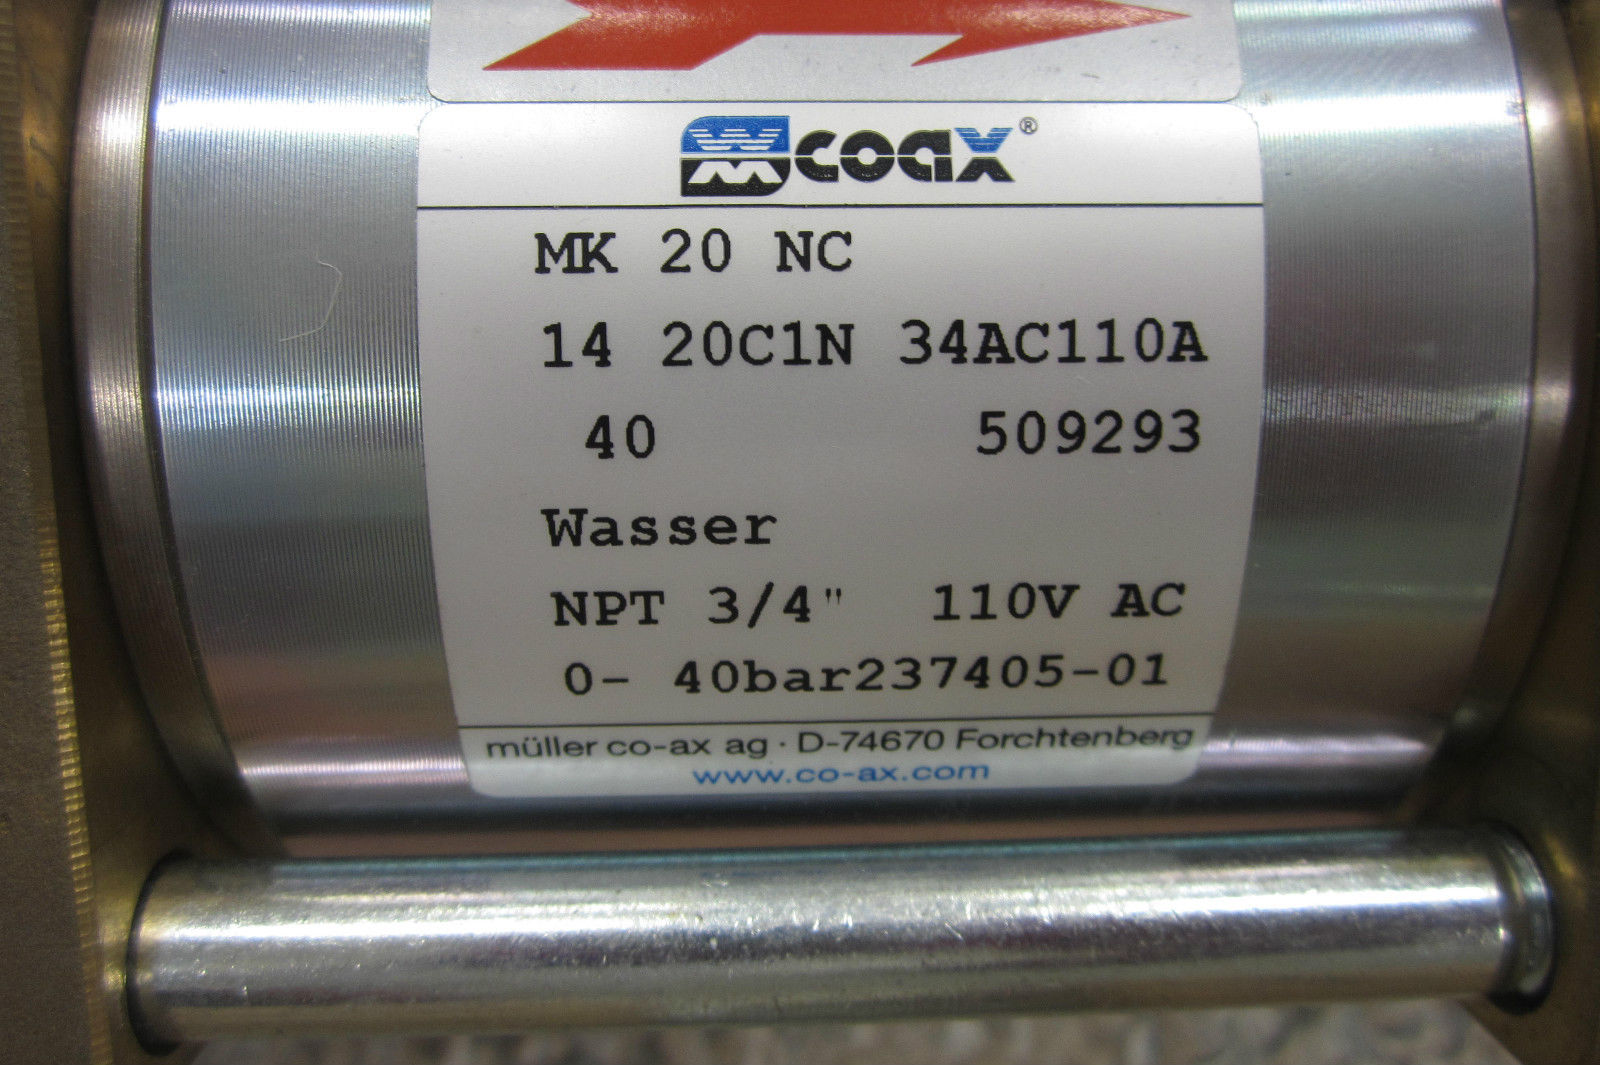 coax®
MK 20 NC
14 20C1N 34AC110A
40 509293
Wasser
NPT 3/4" 110V AC
0- 40bar237405-01
müller co-ax ag · D-74670 Forchtenberg
www.co-ax.com